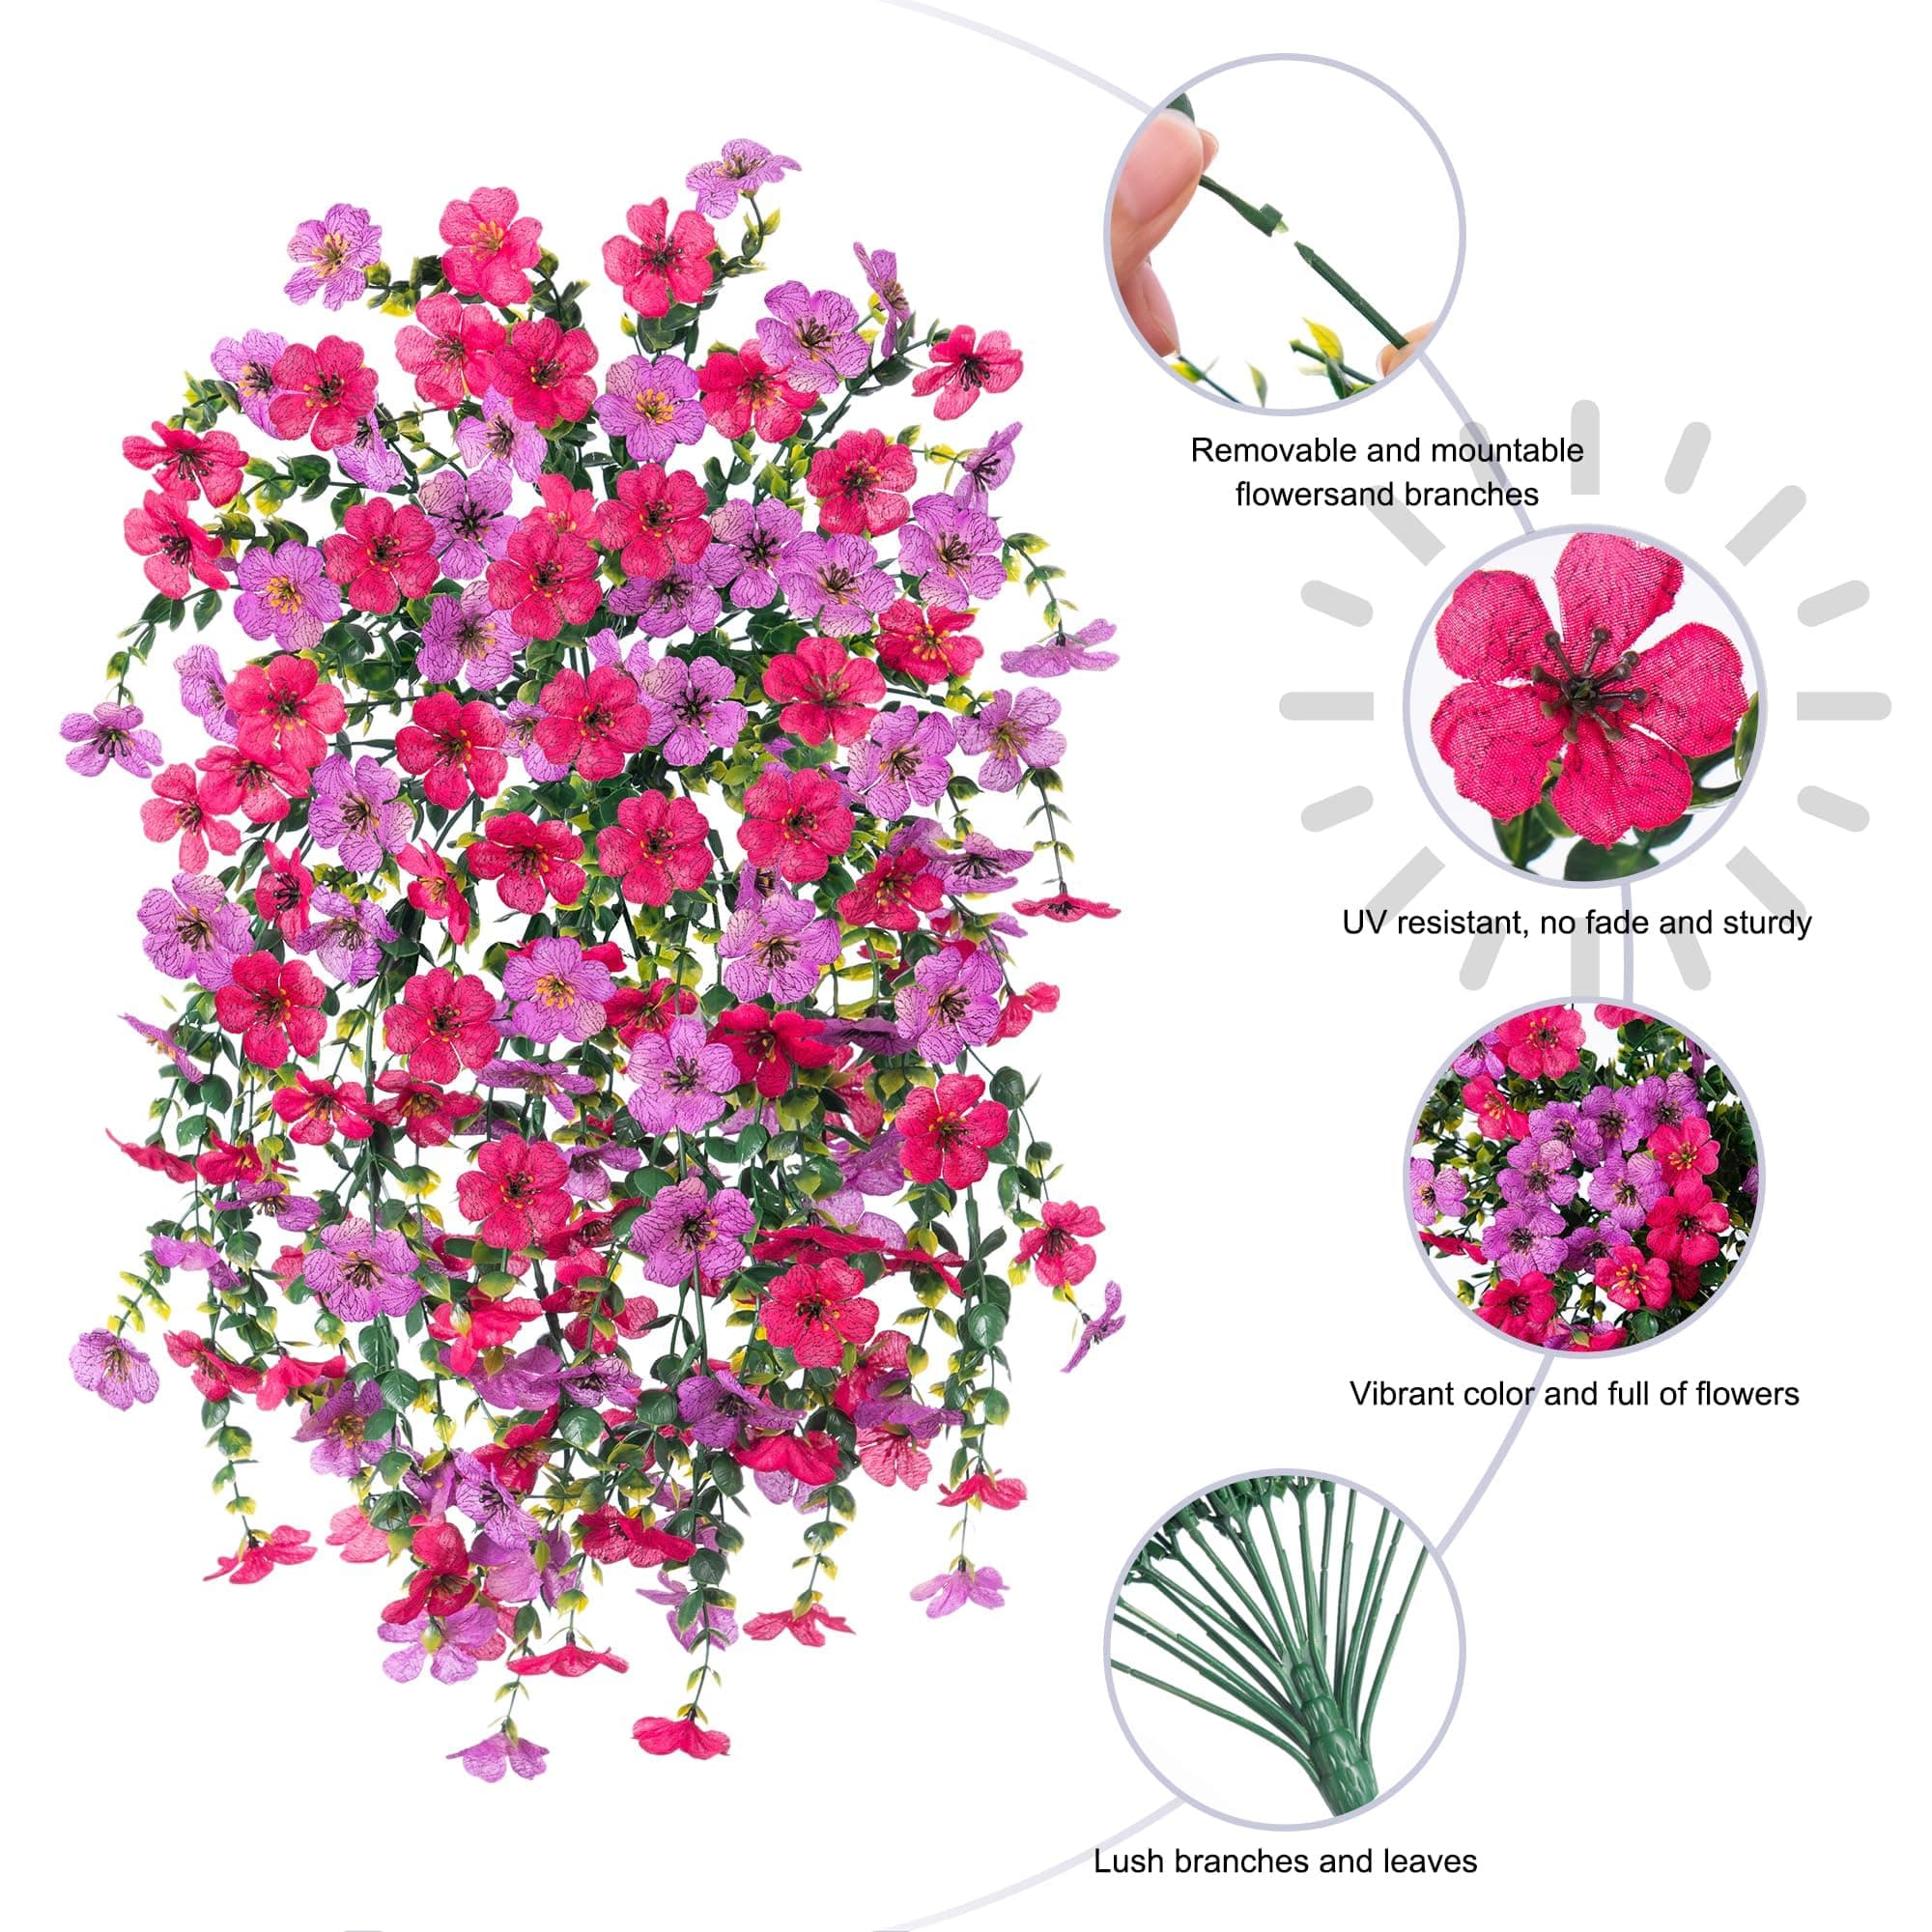 Removable and mountable
flowersand branches
UV resistant, no fade and sturdy
Vibrant color and full of flowers
Lush branches and leaves